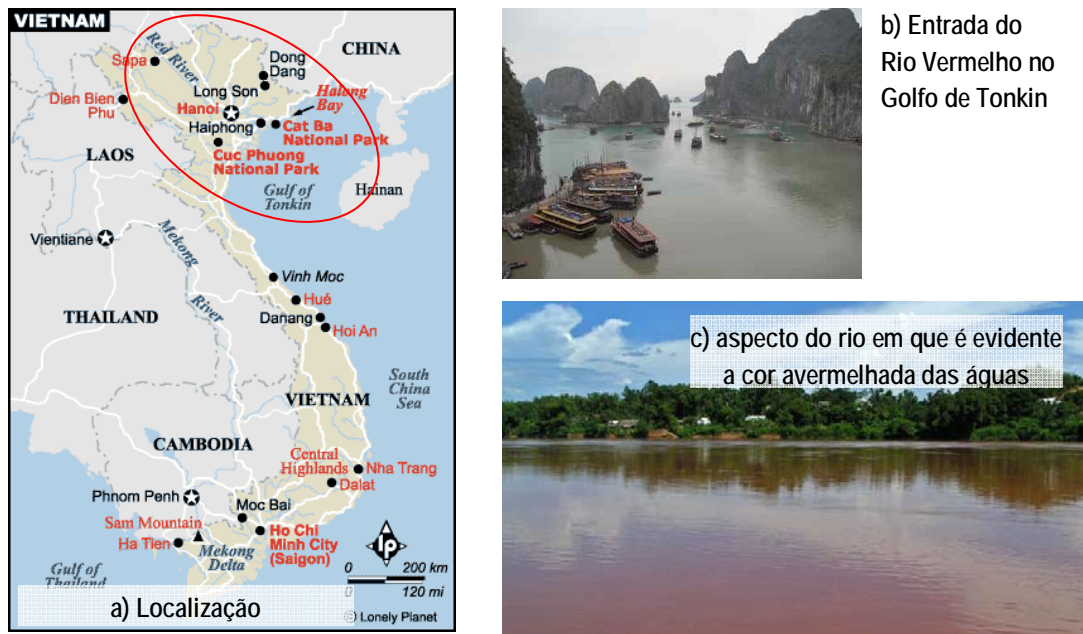 VIETNAM
CHINA
Red River
Sapa
Dong
Dang
Long Son
Halong
Bay
Dien Bien
Phu
Hanoi
Haiphong
Cat Ba
National Park
LAOS
Cuc Phuong
National Park
Gulf of
Tonkin
Hainan
Mekong
River
Vientiane
Vinh Moc
Hué
THAILAND
Danang
Hoi An
South
China
Sea
VIETNAM
CAMBODIA
Central
Highlands
Nha Trang
Dalat
Phnom Penh
Moc Bai
Sam Mountain
Ho Chi
Minh City
(Saigon)
Ha Tien
Mekong
Delta
lp
Gulf of
Thailand
0 200 km
0 120 mi
© Lonely Planet
a) Localização
b) Entrada do
Rio Vermelho no
Golfo de Tonkin
c) aspecto do rio em que é evidente
a cor avermelhada das águas